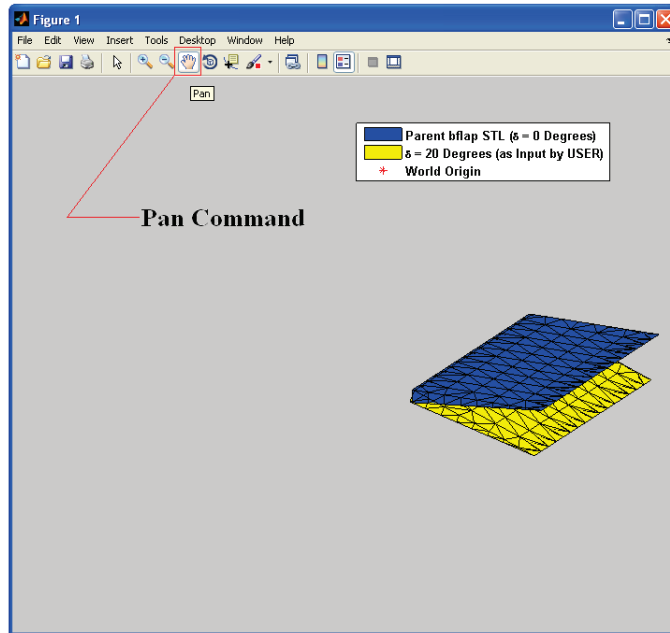 Figure 1
File Edit View Insert Tools Desktop Window Help
Pan
Parent bflap STL (δ = 0 Degrees)
δ = 20 Degrees (as Input by USER)
World Origin
Pan Command